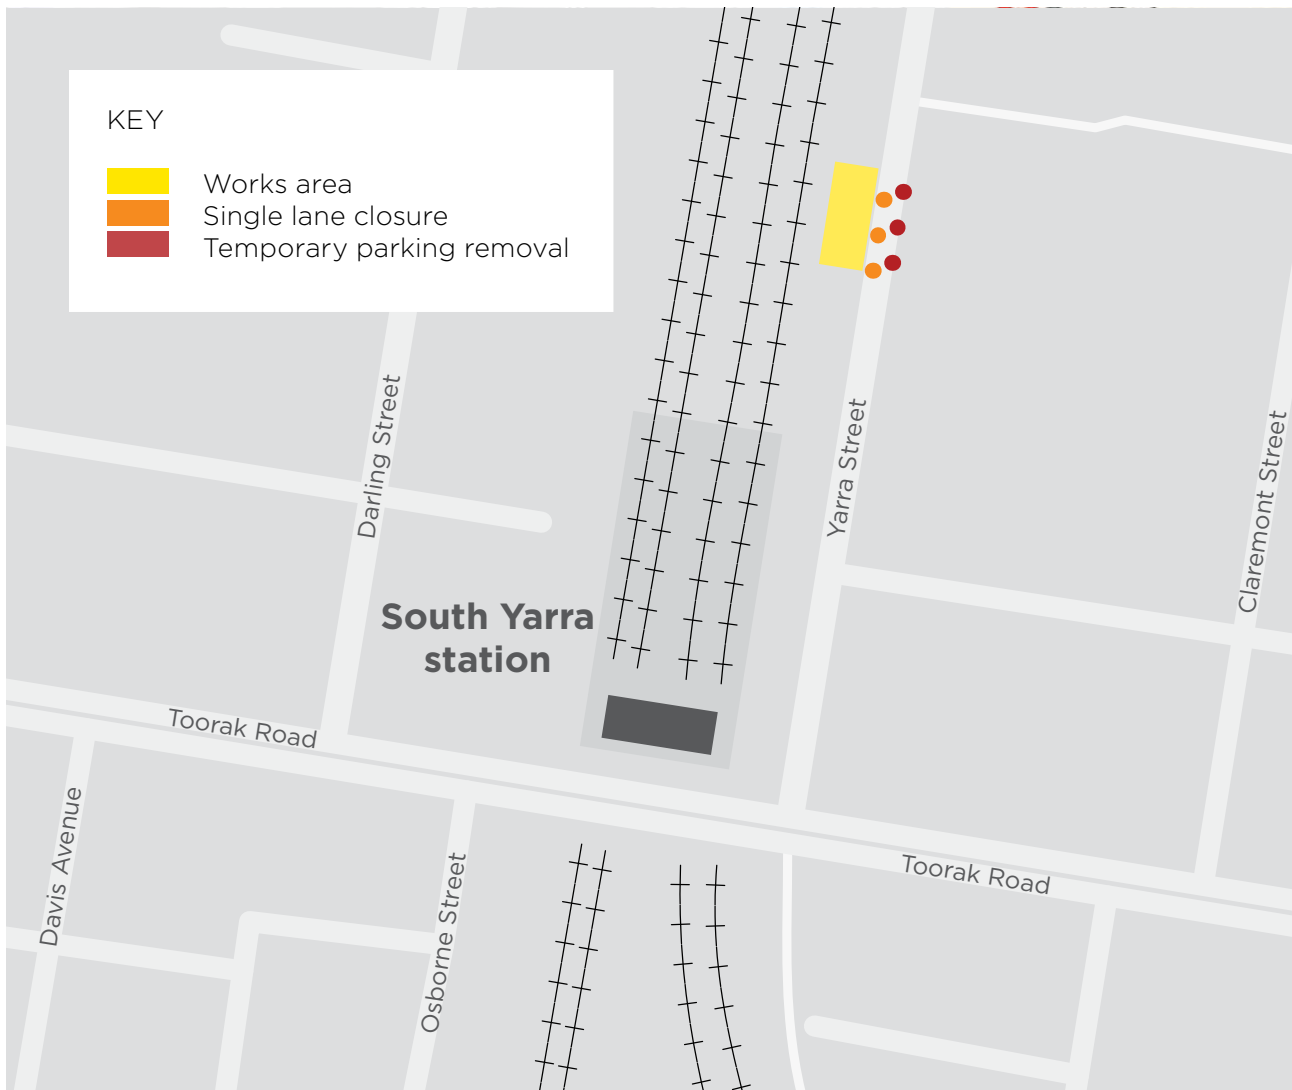 KEY
Works area
Single lane closure
Temporary parking removal
Darling Street
Yarra Street
Claremont Street
South Yarra
station
Toorak Road
Toorak Road
Davis Avenue
Osborne Street